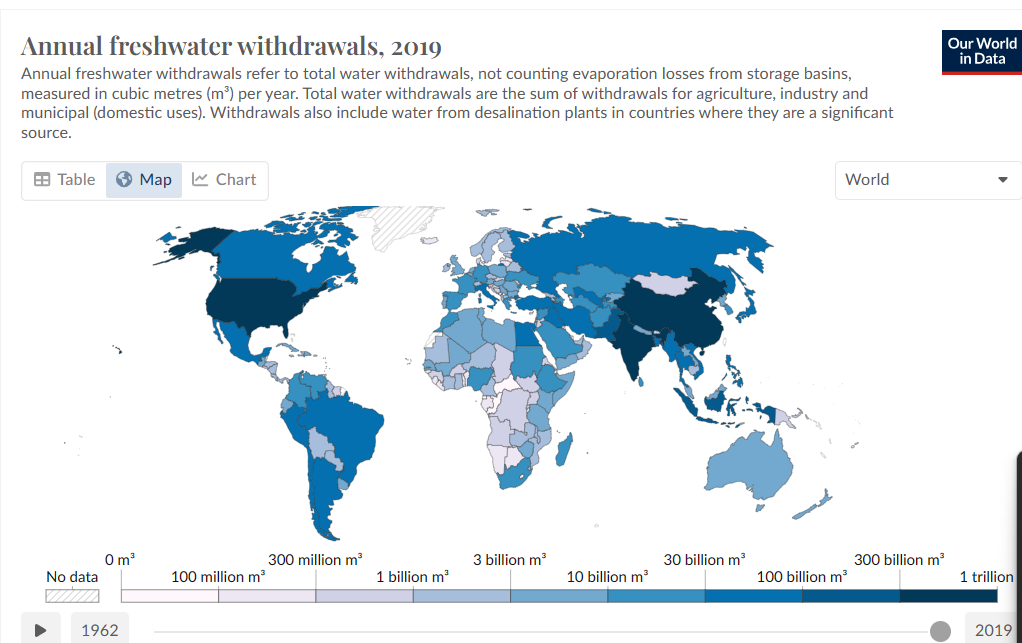 Annual freshwater withdrawals, 2019
Our World
in Data
Annual freshwater withdrawals refer to total water withdrawals, not counting evaporation losses from storage basins,
measured in cubic metres (m³) per year. Total water withdrawals are the sum of withdrawals for agriculture, industry and
municipal (domestic uses). Withdrawals also include water from desalination plants in countries where they are a significant
source.
Table Map Chart
World
0 m³ 300 million m³ 3 billion m³ 30 billion m³ 300 billion m³
No data 100 million m³ 1 billion m³ 10 billion m³ 100 billion m³ 1 trillion
1962 2019